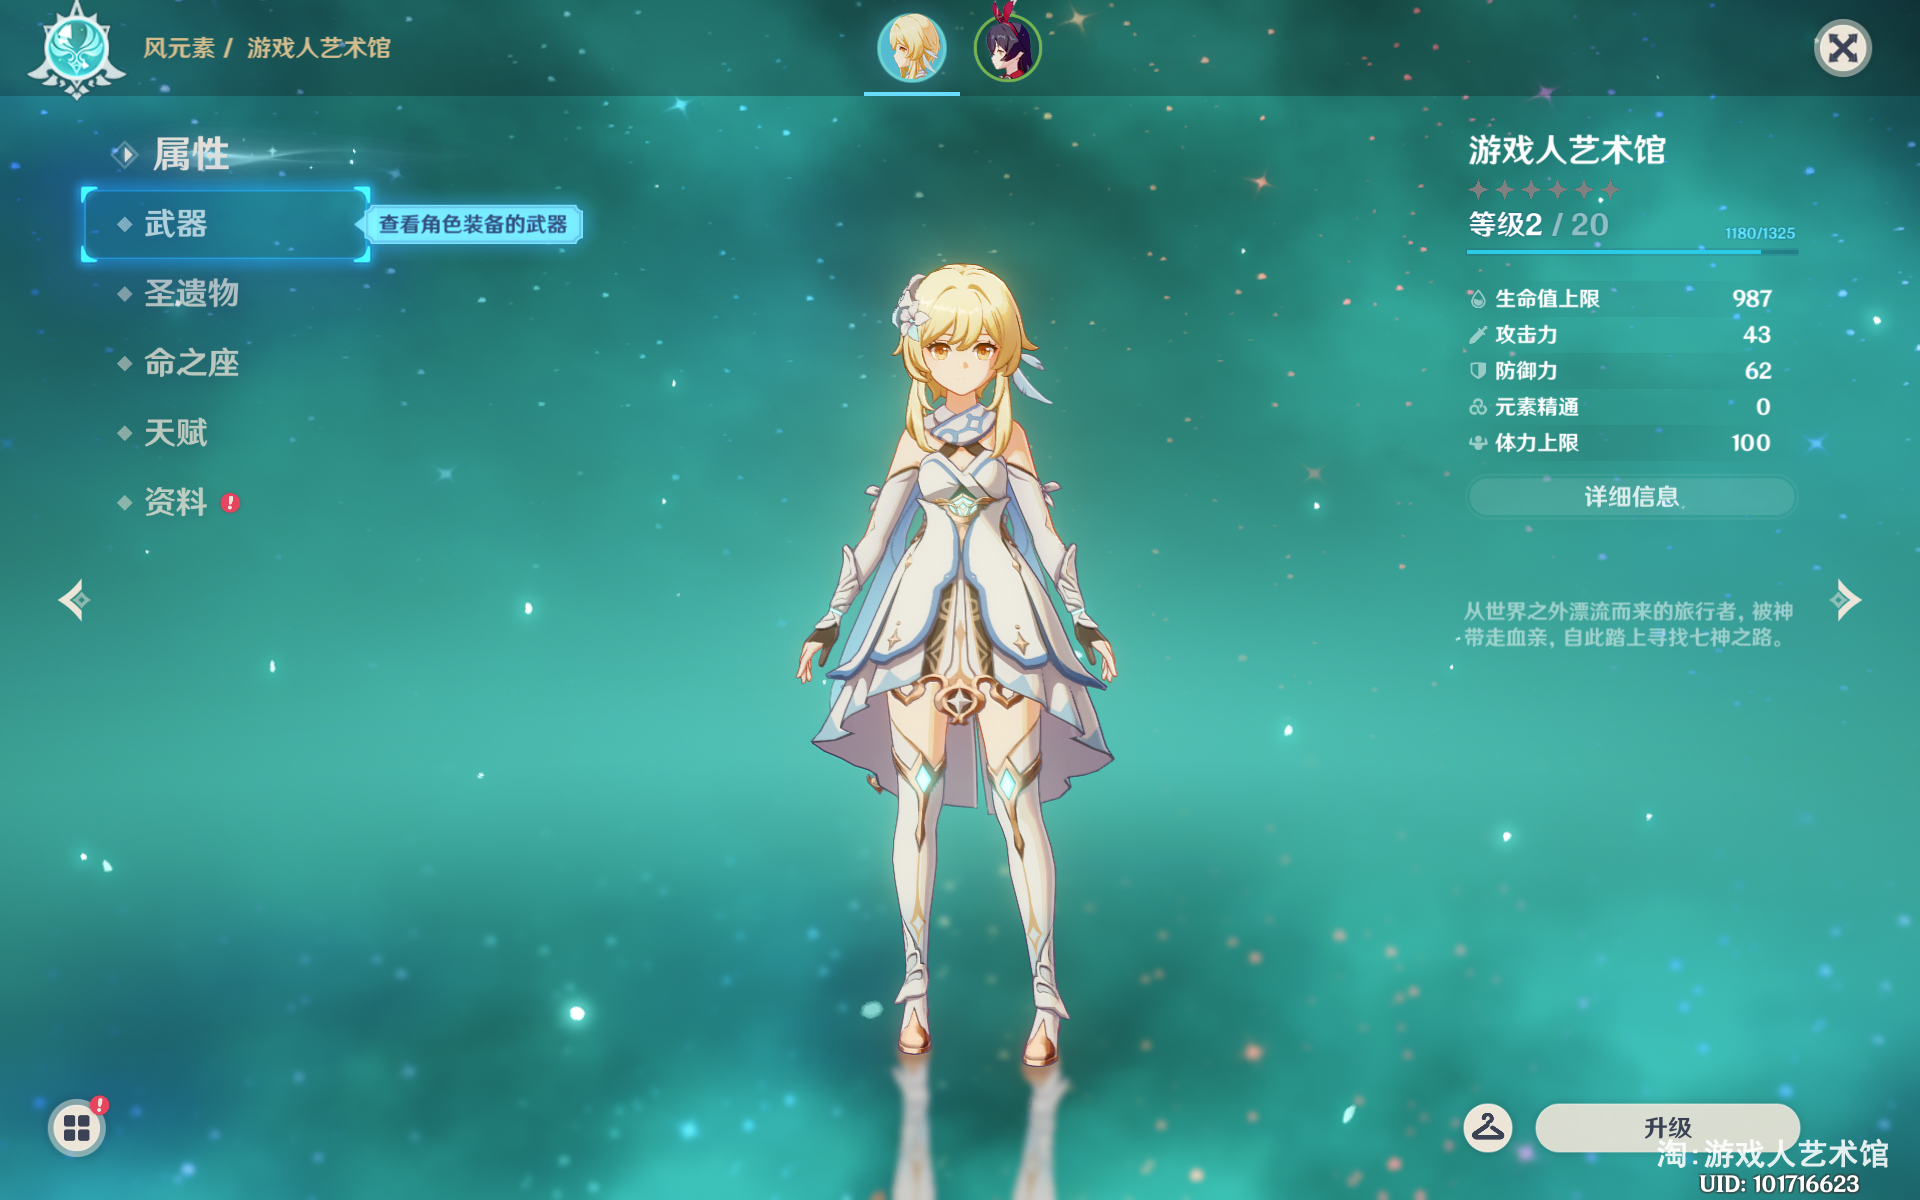 风元素 / 游戏人艺术馆
属性
武器
查看角色装备的武器
圣遗物
命之座
天赋
资料
游戏人艺术馆
等级2 / 20
1180/1325
生命值上限 987
攻击力 43
防御力 62
元素精通 0
体力上限 100
详细信息
从世界之外漂流而来的旅行者，被神
带走血亲，自此踏上寻找七神之路。
升级
淘:游戏人艺术馆
UID: 101716623